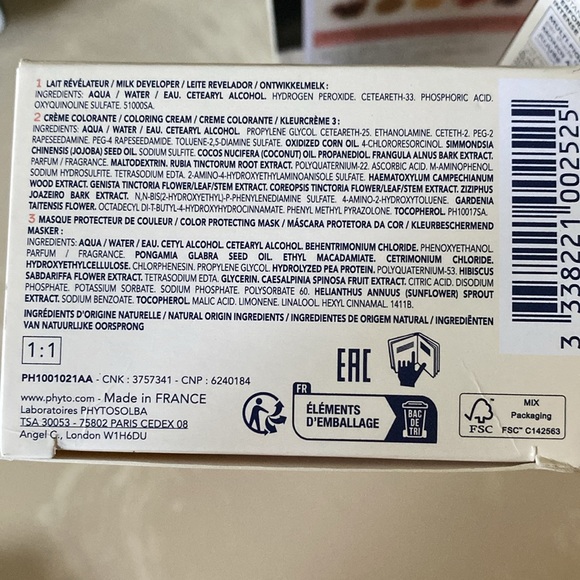 1 LAIT RÉVÉLATEUR / MILK DEVELOPER / LEITE REVELADOR / ONTWIKKELMELK :
INGREDIENTS: AQUA / WATER / EAU. CETEARYL ALCOHOL. HYDROGEN PEROXIDE. CETEARETH-33. PHOSPHORIC ACID.
OXYQUINOLINE SULFATE. 51000SA.
2 CRÈME COLORANTE / COLORING CREAM / CREME COLORANTE / KLEURCRÈME 3 :
INGREDIENTS: AQUA / WATER / EAU. CETEARYL ALCOHOL. PROPYLENE GLYCOL. CETEARETH-25. ETHANOLAMINE. CETETH-2. PEG-2
RAPESEEDAMIDE. PEG-4 RAPESEEDAMIDE. TOLUENE-2,5-DIAMINE SULFATE. OXIDIZED CORN OIL. 4-CHLORORESORCINOL. SIMMONDSIA
CHINENSIS (JOJOBA) SEED OIL. SODIUM SULFITE. COCOS NUCIFERA (COCONUT) OIL. PROPANEDIOL. FRANGULA ALNUS BARK EXTRACT.
PARFUM / FRAGRANCE. MALTODEXTRIN. RUBIA TINCTORUM ROOT EXTRACT. POLYQUATERNIUM-22. ASCORBIC ACID. M-AMINOPHENOL.
SODIUM HYDROSULFITE. TETRASODIUM EDTA. 2-AMINO-4-HYDROXYETHYLAMINOANISOLE SULFATE. HAEMATOXYLUM CAMPECHIANUM
WOOD EXTRACT. GENISTA TINCTORIA FLOWER/LEAF/STEM EXTRACT. COREOPSIS TINCTORIA FLOWER/LEAF/STEM EXTRACT. ZIZIPHUS
JOAZEIRO BARK EXTRACT. N,N-BIS(2-HYDROXYETHYL)-P-PHENYLENEDIAMINE SULFATE. 4-AMINO-2-HYDROXYTOLUENE. GARDENIA
TAITENSIS FLOWER. OCTADECYL DI-T-BUTYL-4-HYDROXYHYDROCINNAMATE. PHENYL METHYL PYRAZOLONE. TOCOPHEROL. PH10017SA.
3 MASQUE PROTECTEUR DE COULEUR / COLOR PROTECTING MASK / MÁSCARA PROTETORA DA COR / KLEURBESCHERMEND
MASKER :
INGREDIENTS: AQUA / WATER / EAU. CETYL ALCOHOL. CETEARYL ALCOHOL. BEHENTRIMONIUM CHLORIDE. PHENOXYETHANOL.
PARFUM / FRAGRANCE. PONGAMIA GLABRA SEED OIL. ETHYL MACADAMIATE. CETRIMONIUM CHLORIDE.
HYDROXYETHYLCELLULOSE. CHLORPHENESIN. PROPYLENE GLYCOL. HYDROLYZED PEA PROTEIN. POLYQUATERNIUM-53. HIBISCUS
SABDARIFFA FLOWER EXTRACT. TETRASODIUM EDTA. GLYCERIN. CAESALPINIA SPINOSA FRUIT EXTRACT. CITRIC ACID. DISODIUM
PHOSPHATE. POTASSIUM SORBATE. SODIUM PHOSPHATE. POLYSORBATE 60. HELIANTHUS ANNUUS (SUNFLOWER) SPROUT
EXTRACT. SODIUM BENZOATE. TOCOPHEROL. MALIC ACID. LIMONENE. LINALOOL. HEXYL CINNAMAL. 1411B.
INGRÉDIENTS D'ORIGINE NATURELLE / NATURAL ORIGIN INGREDIENTS / INGREDIENTES DE ORIGEM NATURAL / INGREDIËNTEN
VAN NATUURLIJKE OORSPRONG
1:1
EAC
PH1001021AA - CNK : 3757341 - CNP : 6240184
www.phyto.com - Made in FRANCE
Laboratoires PHYTOSOLBA
TSA 30053 - 75802 PARIS CEDEX 08
Angel C., London W1H6DU
FR
ÉLÉMENTS
D'EMBALLAGE
BAC
DE
TRI
FSC
MIX
Packaging
FSC™ C142563
3 338221 002525